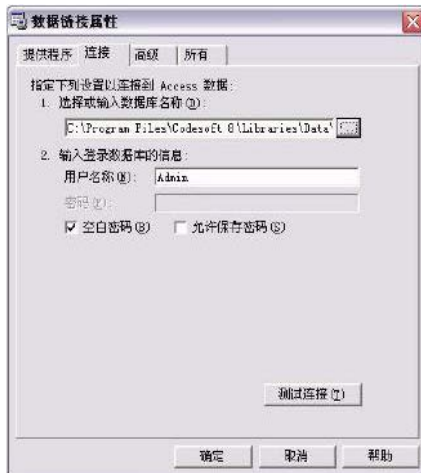 数据链接属性
提供程序 连接 高级 所有
指定下列设置以连接到 Access 数据:
1. 选择或输入数据库名称(D):
C:\Program Files\Codesoft 8\Libraries\Data\ ...
2. 输入登录数据库的信息:
用户名称(N): Admin
密码(P):
空白密码(B) 允许保存密码(S)
测试连接(T)
确定 取消 帮助